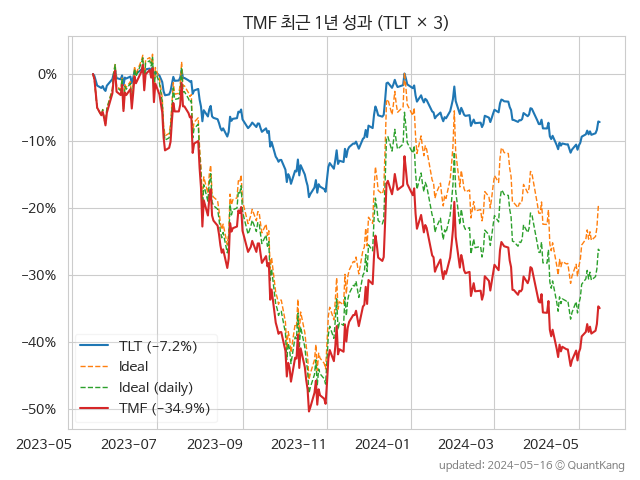 TMF 최근 1년 성과 (TLT × 3)
0%
−10%
−20%
−30%
−40%
−50%
TLT (−7.2%)
Ideal
Ideal (daily)
TMF (−34.9%)
2023-05 2023-07 2023-09 2023-11 2024-01 2024-03 2024-05
updated: 2024-05-16 © QuantKang